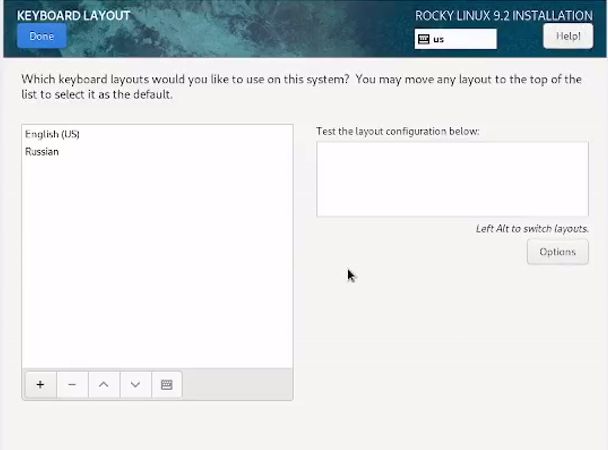 KEYBOARD LAYOUT
ROCKY LINUX 9.2 INSTALLATION
Done
us
Help!
Which keyboard layouts would you like to use on this system? You may move any layout to the top of the
list to select it as the default.
English (US)
Russian
Test the layout configuration below:
Left Alt to switch layouts.
Options